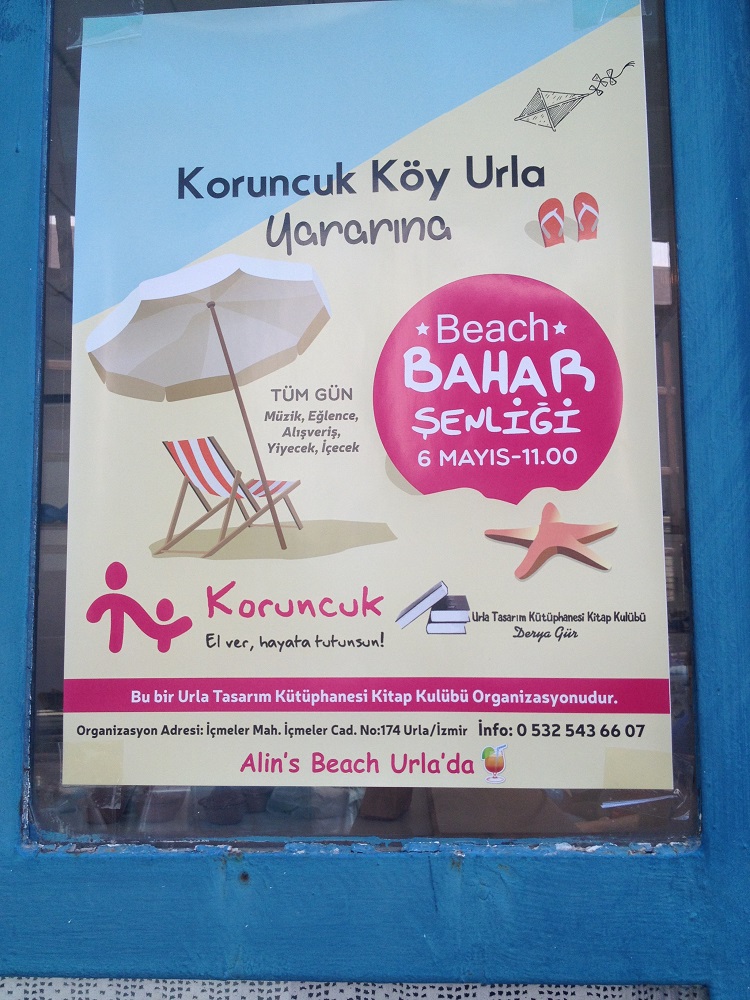 Koruncuk Köy Urla
Yararına
Beach
BAHAR
ŞENLİĞİ
6 MAYIS-11.00
TÜM GÜN
Müzik, Eğlence,
Alışveriş,
Yiyecek, İçecek
Koruncuk
El ver, hayata tutunsun!
Urla Tasarım Kütüphanesi Kitap Kulübü
Derya Gür
Bu bir Urla Tasarım Kütüphanesi Kitap Kulübü Organizasyonudur.
Organizasyon Adresi: İçmeler Mah. İçmeler Cad. No:174 Urla/İzmir İnfo: 0 532 543 66 07
Alin's Beach Urla'da